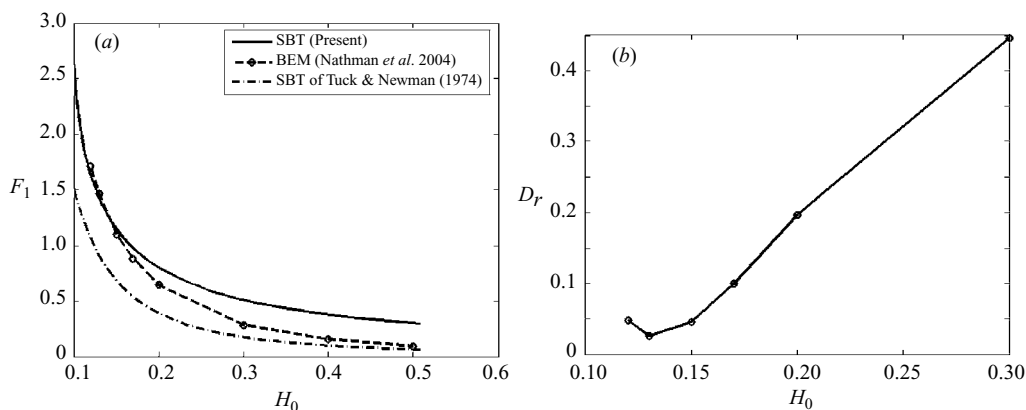 3.0
(a)
SBT (Present)
BEM (Nathman et al. 2004)
SBT of Tuck & Newman (1974)
2.5
2.0
F1
1.5
1.0
0.5
0
0.1 0.2 0.3 0.4 0.5 0.6
H0
(b)
0.4
0.3
Dr
0.2
0.1
0
0.10 0.15 0.20 0.25 0.30
H0